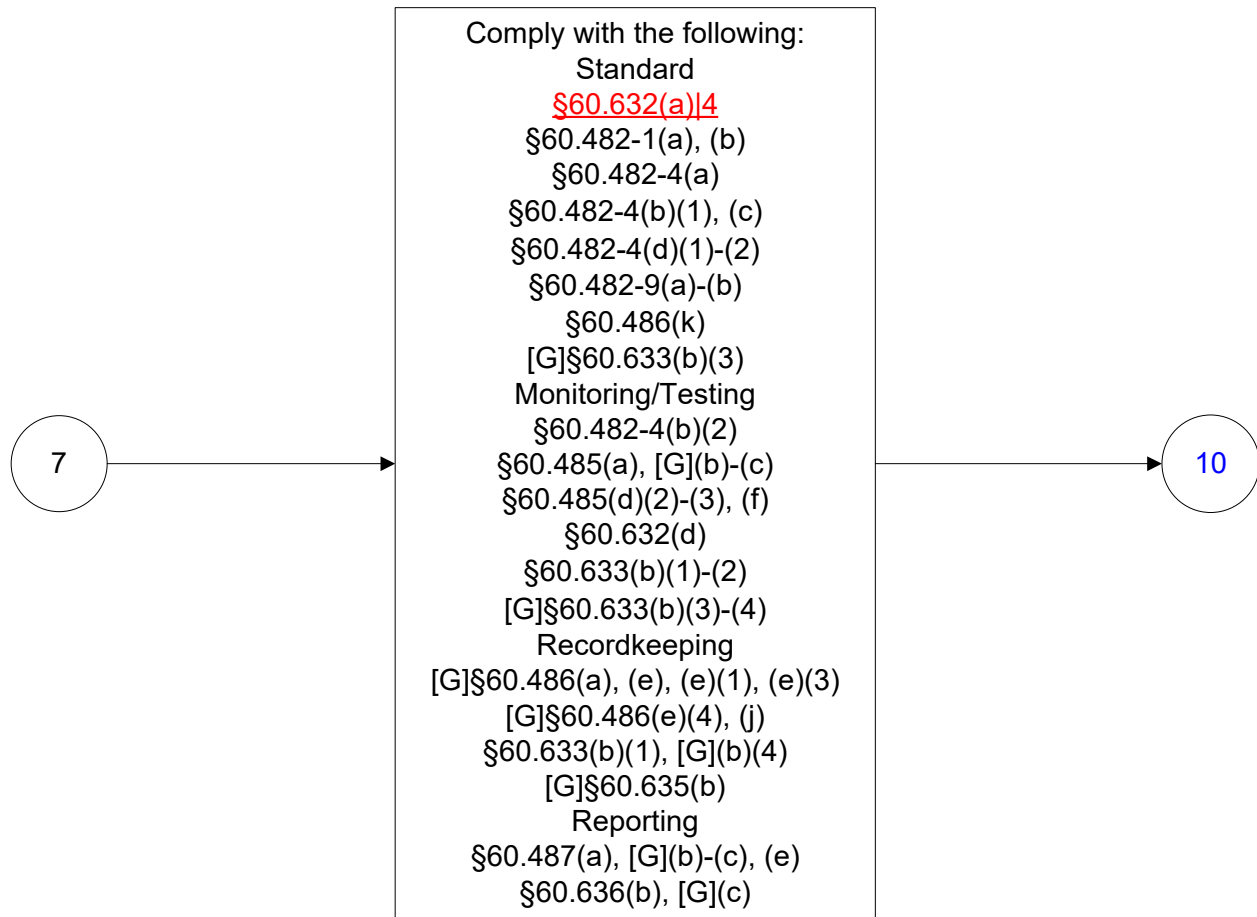 Comply with the following:
Standard
§60.632(a)|4
§60.482-1(a), (b)
§60.482-4(a)
§60.482-4(b)(1), (c)
§60.482-4(d)(1)-(2)
§60.482-9(a)-(b)
§60.486(k)
[G]§60.633(b)(3)
Monitoring/Testing
§60.482-4(b)(2)
§60.485(a), [G](b)-(c)
§60.485(d)(2)-(3), (f)
§60.632(d)
§60.633(b)(1)-(2)
[G]§60.633(b)(3)-(4)
Recordkeeping
[G]§60.486(a), (e), (e)(1), (e)(3)
[G]§60.486(e)(4), (j)
§60.633(b)(1), [G](b)(4)
[G]§60.635(b)
Reporting
§60.487(a), [G](b)-(c), (e)
§60.636(b), [G](c)
7
10